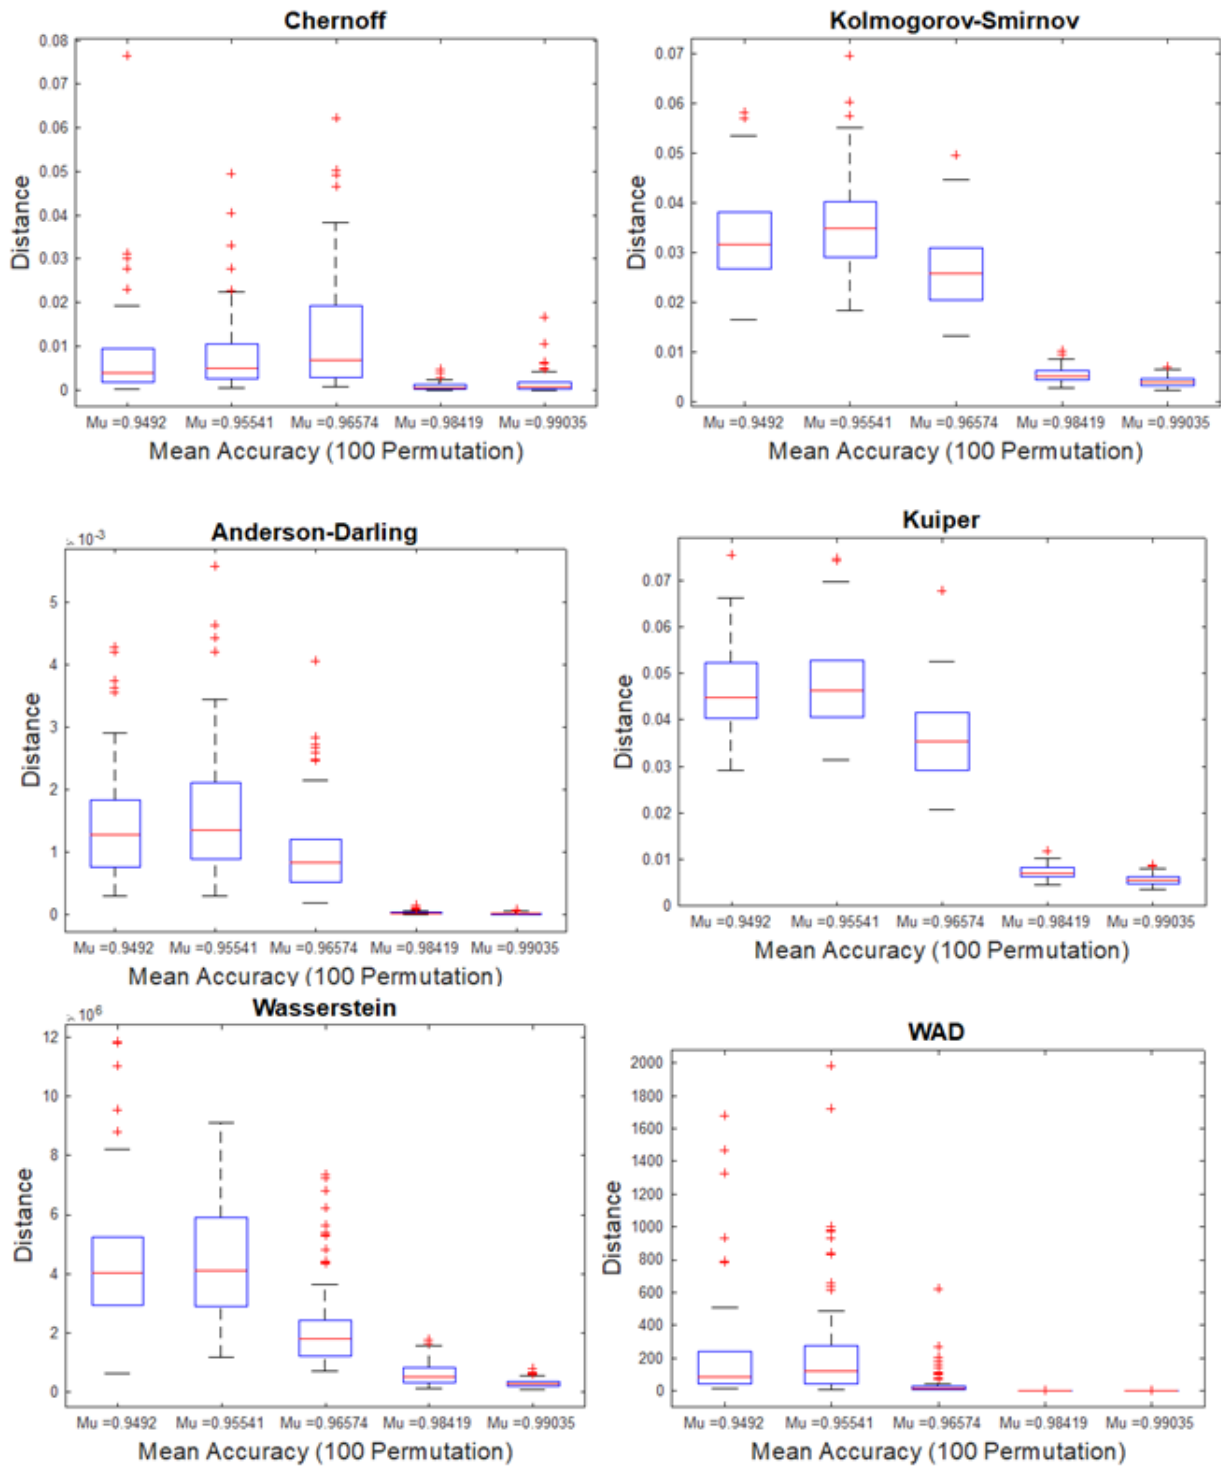 Chernoff
0.08
0.07
0.06
0.05
0.04
0.03
0.02
0.01
0
Distance
Mu =0.9492 Mu =0.95541 Mu =0.96574 Mu =0.98419 Mu =0.99035
Mean Accuracy (100 Permutation)
Kolmogorov-Smirnov
0.07
0.06
0.05
0.04
0.03
0.02
0.01
0
Distance
Mu =0.9492 Mu =0.95541 Mu =0.96574 Mu =0.98419 Mu =0.99035
Mean Accuracy (100 Permutation)
Anderson-Darling
10^-3
5
4
3
2
1
0
Distance
Mu =0.9492 Mu =0.95541 Mu =0.96574 Mu =0.98419 Mu =0.99035
Mean Accuracy (100 Permutation)
Kuiper
0.07
0.06
0.05
0.04
0.03
0.02
0.01
0
Distance
Mu =0.9492 Mu =0.95541 Mu =0.96574 Mu =0.98419 Mu =0.99035
Mean Accuracy (100 Permutation)
Wasserstein
10^6
12
10
8
6
4
2
0
Distance
Mu =0.9492 Mu =0.95541 Mu =0.96574 Mu =0.98419 Mu =0.99035
Mean Accuracy (100 Permutation)
WAD
2000
1800
1600
1400
1200
1000
800
600
400
200
0
Distance
Mu =0.9492 Mu =0.95541 Mu =0.96574 Mu =0.98419 Mu =0.99035
Mean Accuracy (100 Permutation)